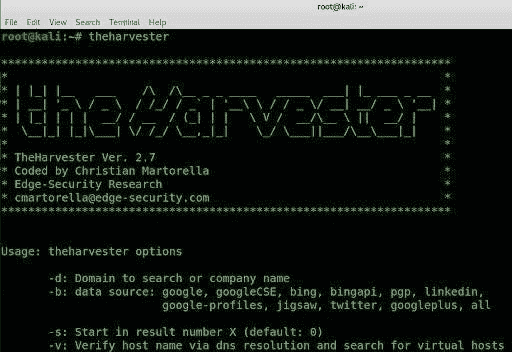 root@kali: ~
File Edit View Search Terminal Help
root@kali:~# theharvester
*******************************************************************
theHarvester
* TheHarvester Ver. 2.7 *
* Coded by Christian Martorella *
* Edge-Security Research *
* cmartorella@edge-security.com *
*******************************************************************
Usage: theharvester options
-d: Domain to search or company name
-b: data source: google, googleCSE, bing, bingapi, pgp, linkedin,
google-profiles, jigsaw, twitter, googleplus, all
-s: Start in result number X (default: 0)
-v: Verify host name via dns resolution and search for virtual hosts